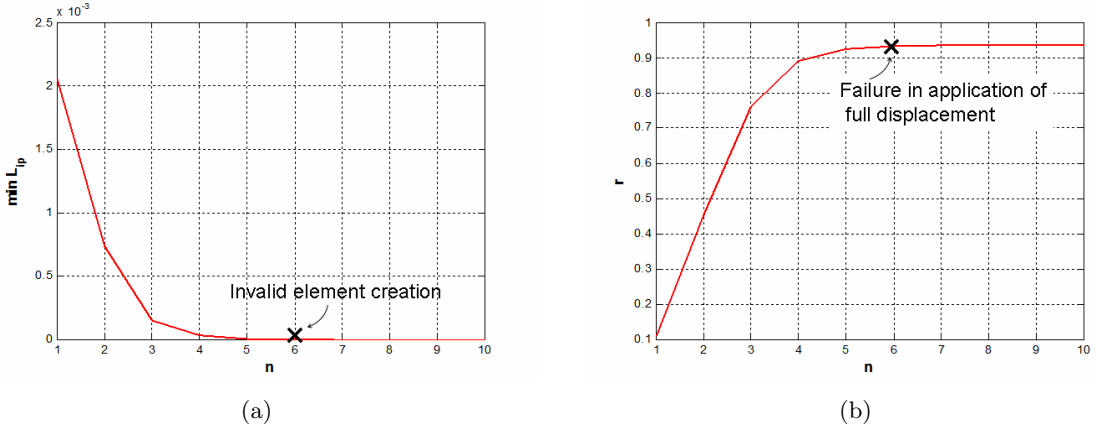 x 10⁻³
2.5
2
1.5
1
0.5
0
min L_ip
Invalid element creation
1 2 3 4 5 6 7 8 9 10
n
(a)
1
0.9
0.8
0.7
0.6
0.5
0.4
0.3
0.2
0.1
r
Failure in application of
full displacement
1 2 3 4 5 6 7 8 9 10
n
(b)